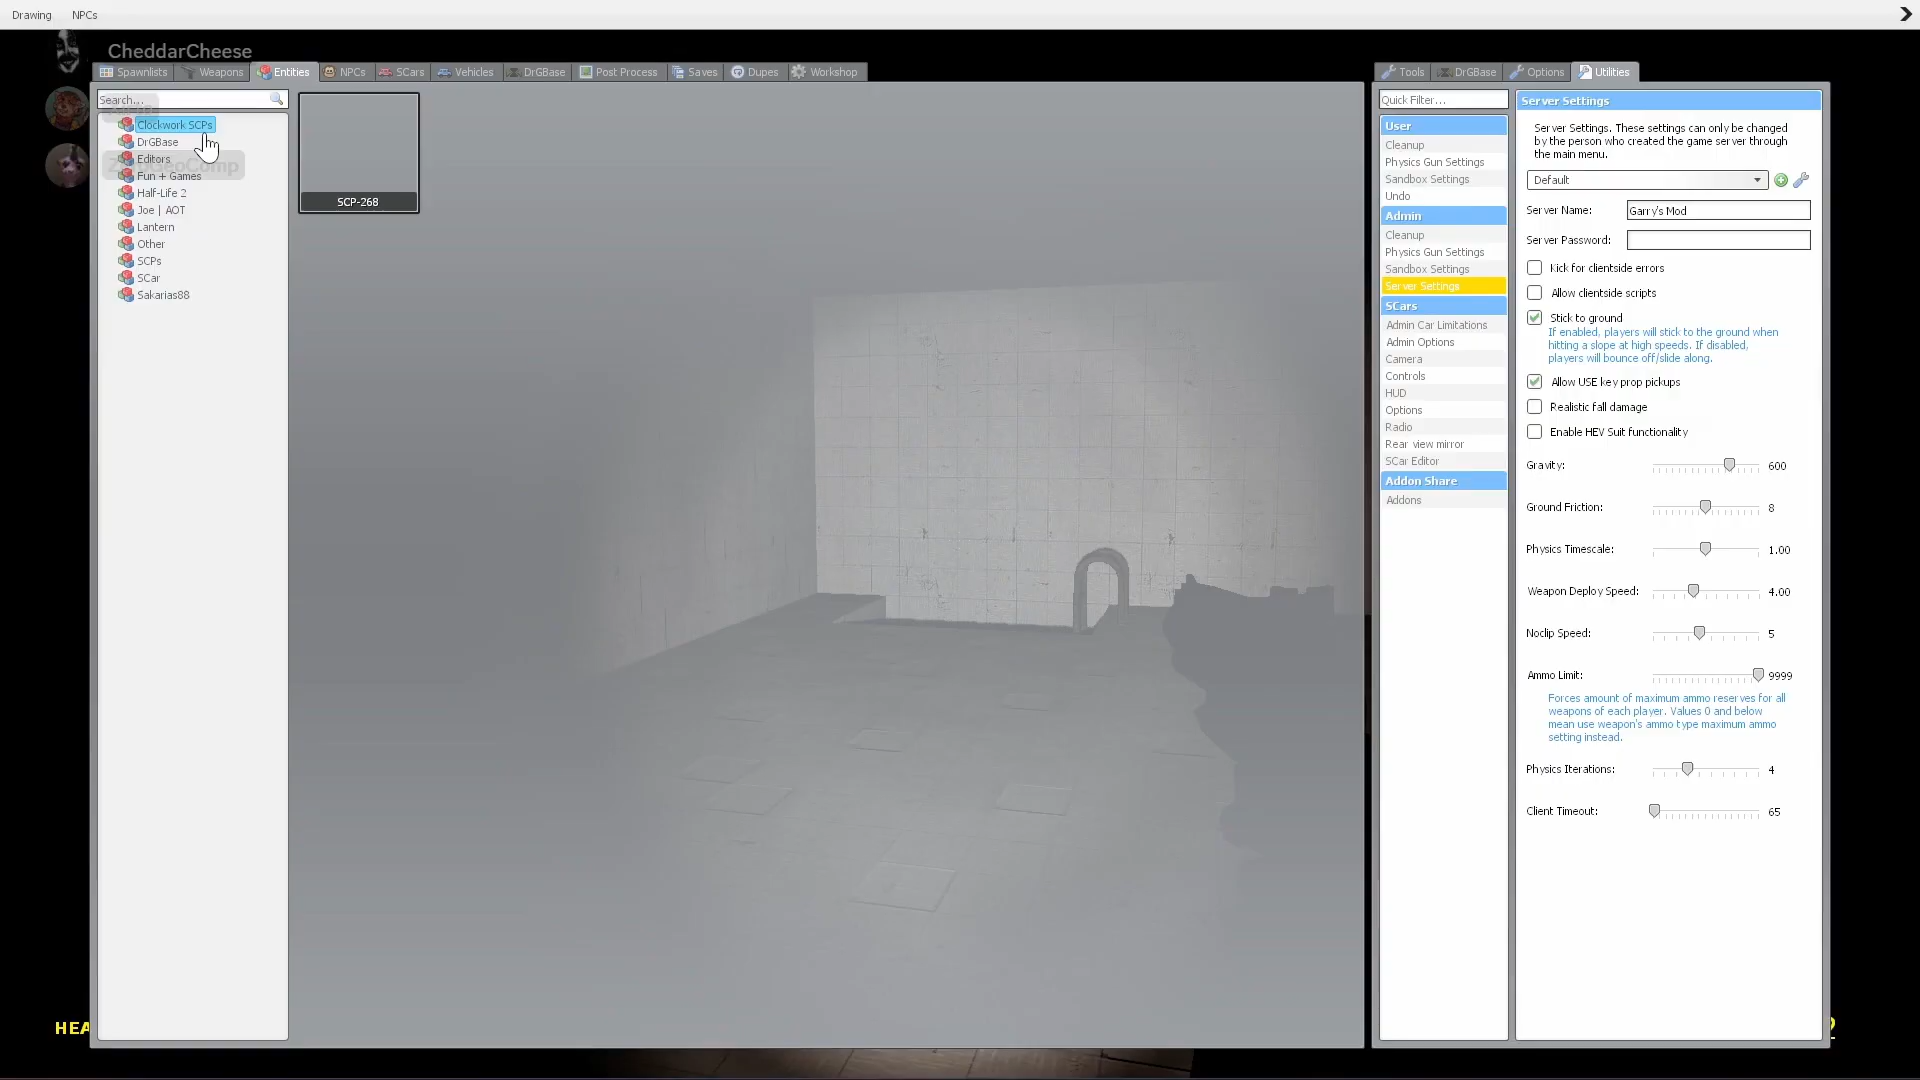 Drawing NPCs
CheddarCheese
Spawnlists Weapons Entities NPCs SCars Vehicles DrGBase Post Process Saves Dupes Workshop
Tools DrGBase Options Utilities
Search...
Clockwork SCPs
DrGBase
Editors
Fun + Games
Half-Life 2
Joe | AOT
Lantern
Other
SCPs
SCar
Sakarias88
SCP-268
Quick Filter...
User
Cleanup
Physics Gun Settings
Sandbox Settings
Undo
Admin
Cleanup
Physics Gun Settings
Sandbox Settings
Server Settings
SCars
Admin Car Limitations
Admin Options
Camera
Controls
HUD
Options
Radio
Rear view mirror
SCar Editor
Addon Share
Addons
Server Settings
Server Settings. These settings can only be changed
by the person who created the game server through
the main menu.
Default
Server Name: Garry's Mod
Server Password:
Kick for clientside errors
Allow clientside scripts
Stick to ground
If enabled, players will stick to the ground when
hitting a slope at high speeds. If disabled,
players will bounce off/slide along.
Allow USE key prop pickups
Realistic fall damage
Enable HEV Suit functionality
Gravity: 600
Ground Friction: 8
Physics Timescale: 1.00
Weapon Deploy Speed: 4.00
Noclip Speed: 5
Ammo Limit: 9999
Forces amount of maximum ammo reserves for all
weapons of each player. Values 0 and below
mean use weapon's ammo type maximum ammo
setting instead.
Physics Iterations: 4
Client Timeout: 65
HEA